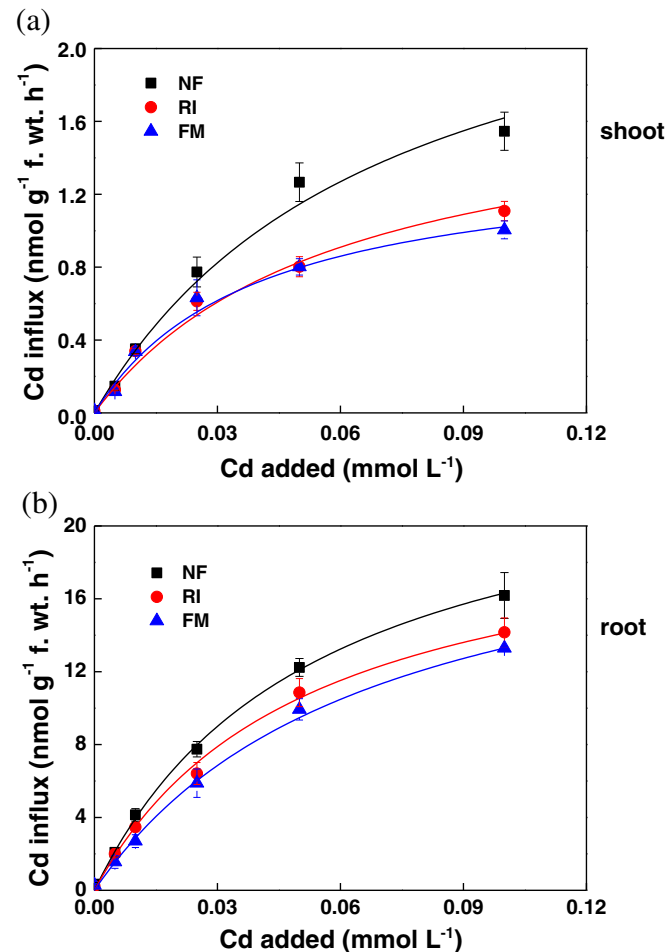 (a)
2.0
1.6
1.2
0.8
0.4
0.0
Cd influx (nmol g⁻¹ f. wt. h⁻¹)
NF
RI
FM
shoot
0.00 0.03 0.06 0.09 0.12
Cd added (mmol L⁻¹)
(b)
20
16
12
8
4
0
Cd influx (nmol g⁻¹ f. wt. h⁻¹)
NF
RI
FM
root
0.00 0.03 0.06 0.09 0.12
Cd added (mmol L⁻¹)